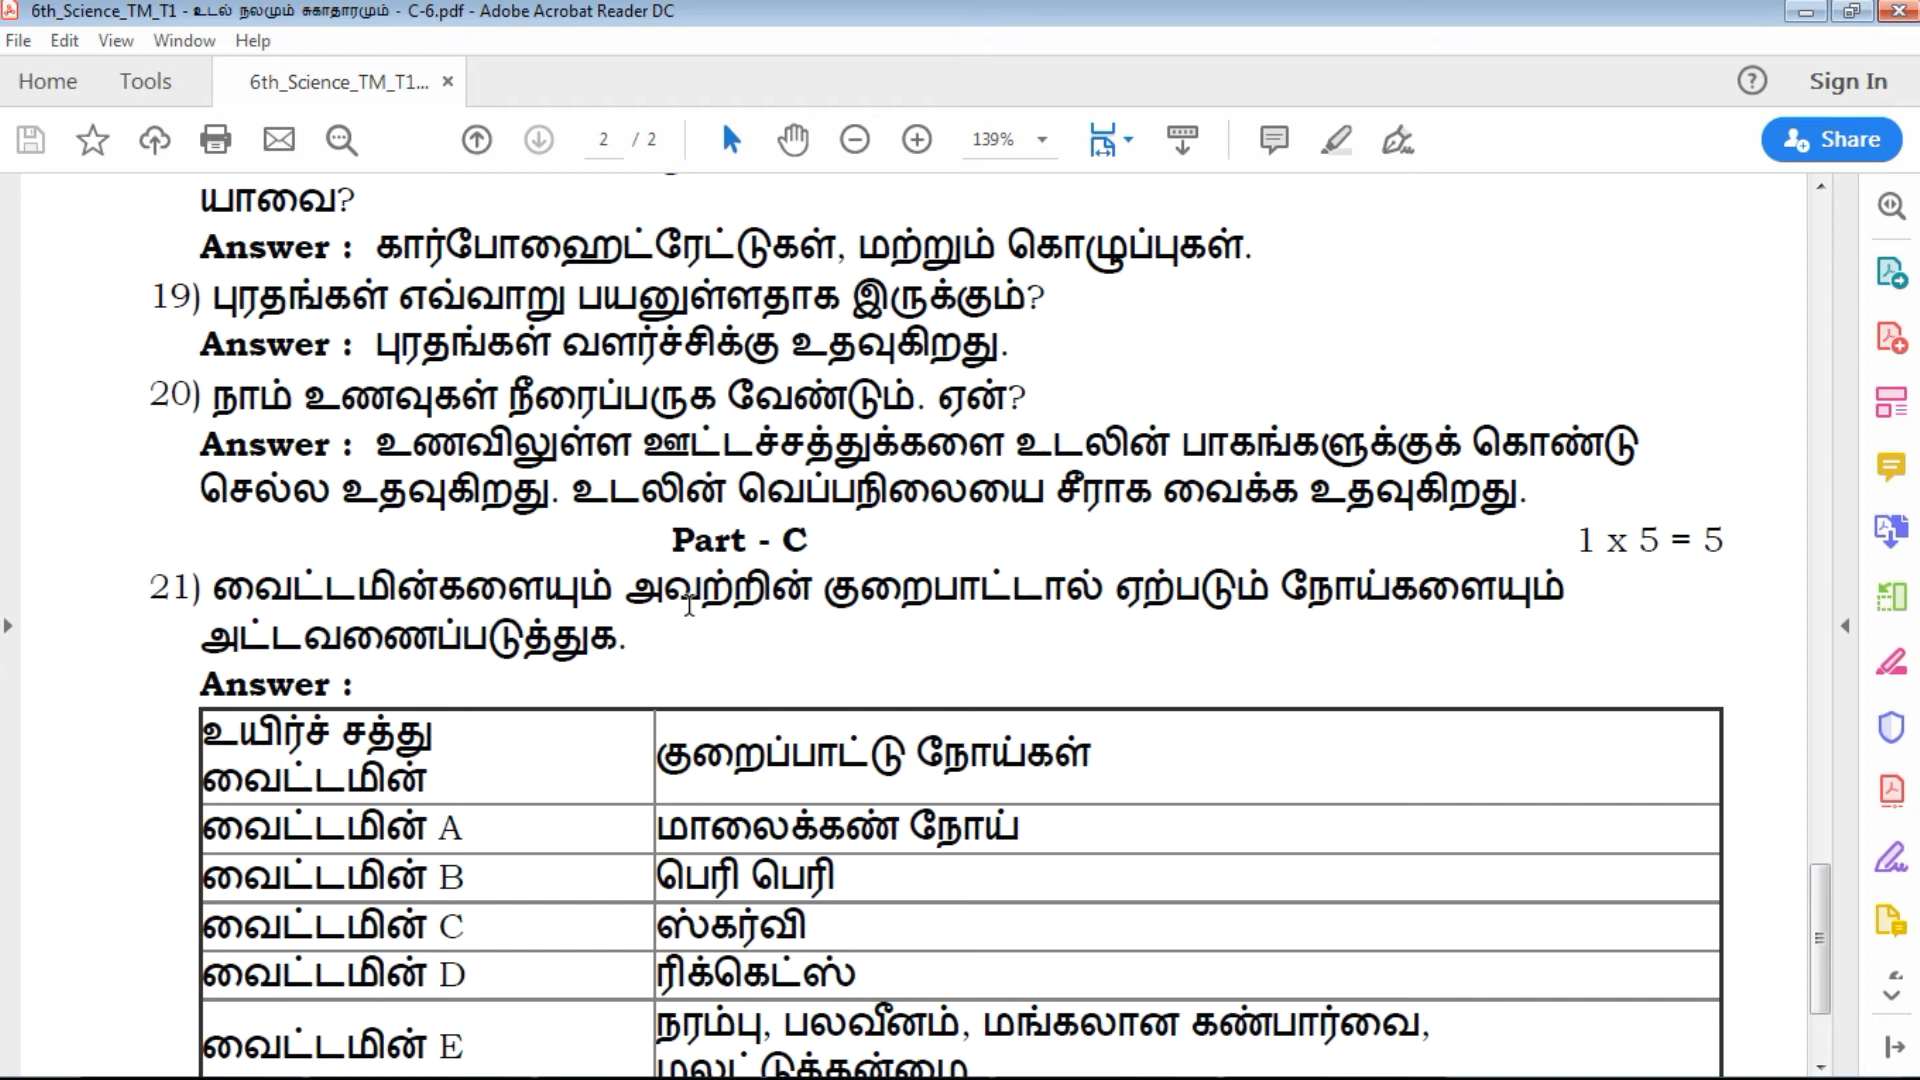 6th_Science_TM_T1 - உடல் நலமும் சுகாதாரமும் - C-6.pdf - Adobe Acrobat Reader DC
File Edit View Window Help
Home Tools 6th_Science_TM_T1... × ? Sign In
2 / 2 139% Share
யாவை?
Answer : கார்போஹைட்ரேட்டுகள், மற்றும் கொழுப்புகள்.
19) புரதங்கள் எவ்வாறு பயனுள்ளதாக இருக்கும்?
Answer : புரதங்கள் வளர்ச்சிக்கு உதவுகிறது.
20) நாம் உணவுகள் நீரைப்பருக வேண்டும். ஏன்?
Answer : உணவிலுள்ள ஊட்டச்சத்துக்களை உடலின் பாகங்களுக்குக் கொண்டு
செல்ல உதவுகிறது. உடலின் வெப்பநிலையை சீராக வைக்க உதவுகிறது.
Part - C 1 x 5 = 5
21) வைட்டமின்களையும் அவற்றின் குறைபாட்டால் ஏற்படும் நோய்களையும்
அட்டவணைப்படுத்துக.
Answer :
உயிர்ச் சத்து
வைட்டமின்
குறைப்பாட்டு நோய்கள்
வைட்டமின் A மாலைக்கண் நோய்
வைட்டமின் B பெரி பெரி
வைட்டமின் C ஸ்கர்வி
வைட்டமின் D ரிக்கெட்ஸ்
வைட்டமின் E நரம்பு, பலவீனம், மங்கலான கண்பார்வை,
மலட்டுத்தன்மை